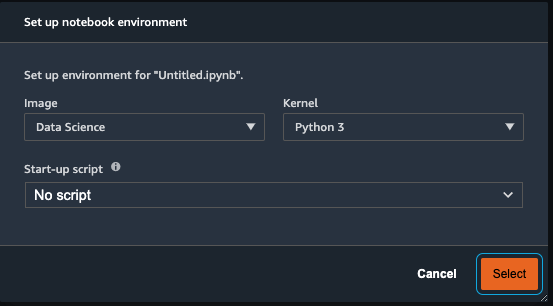 Set up notebook environment
Set up environment for "Untitled.ipynb".
Image
Kernel
Data Science
Python 3
Start-up script
No script
Cancel
Select